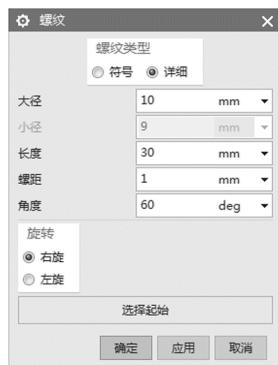 螺纹
螺纹类型
符号 详细
大径 10 mm
小径 9 mm
长度 30 mm
螺距 1 mm
角度 60 deg
旋转
右旋
左旋
选择起始
确定 应用 取消